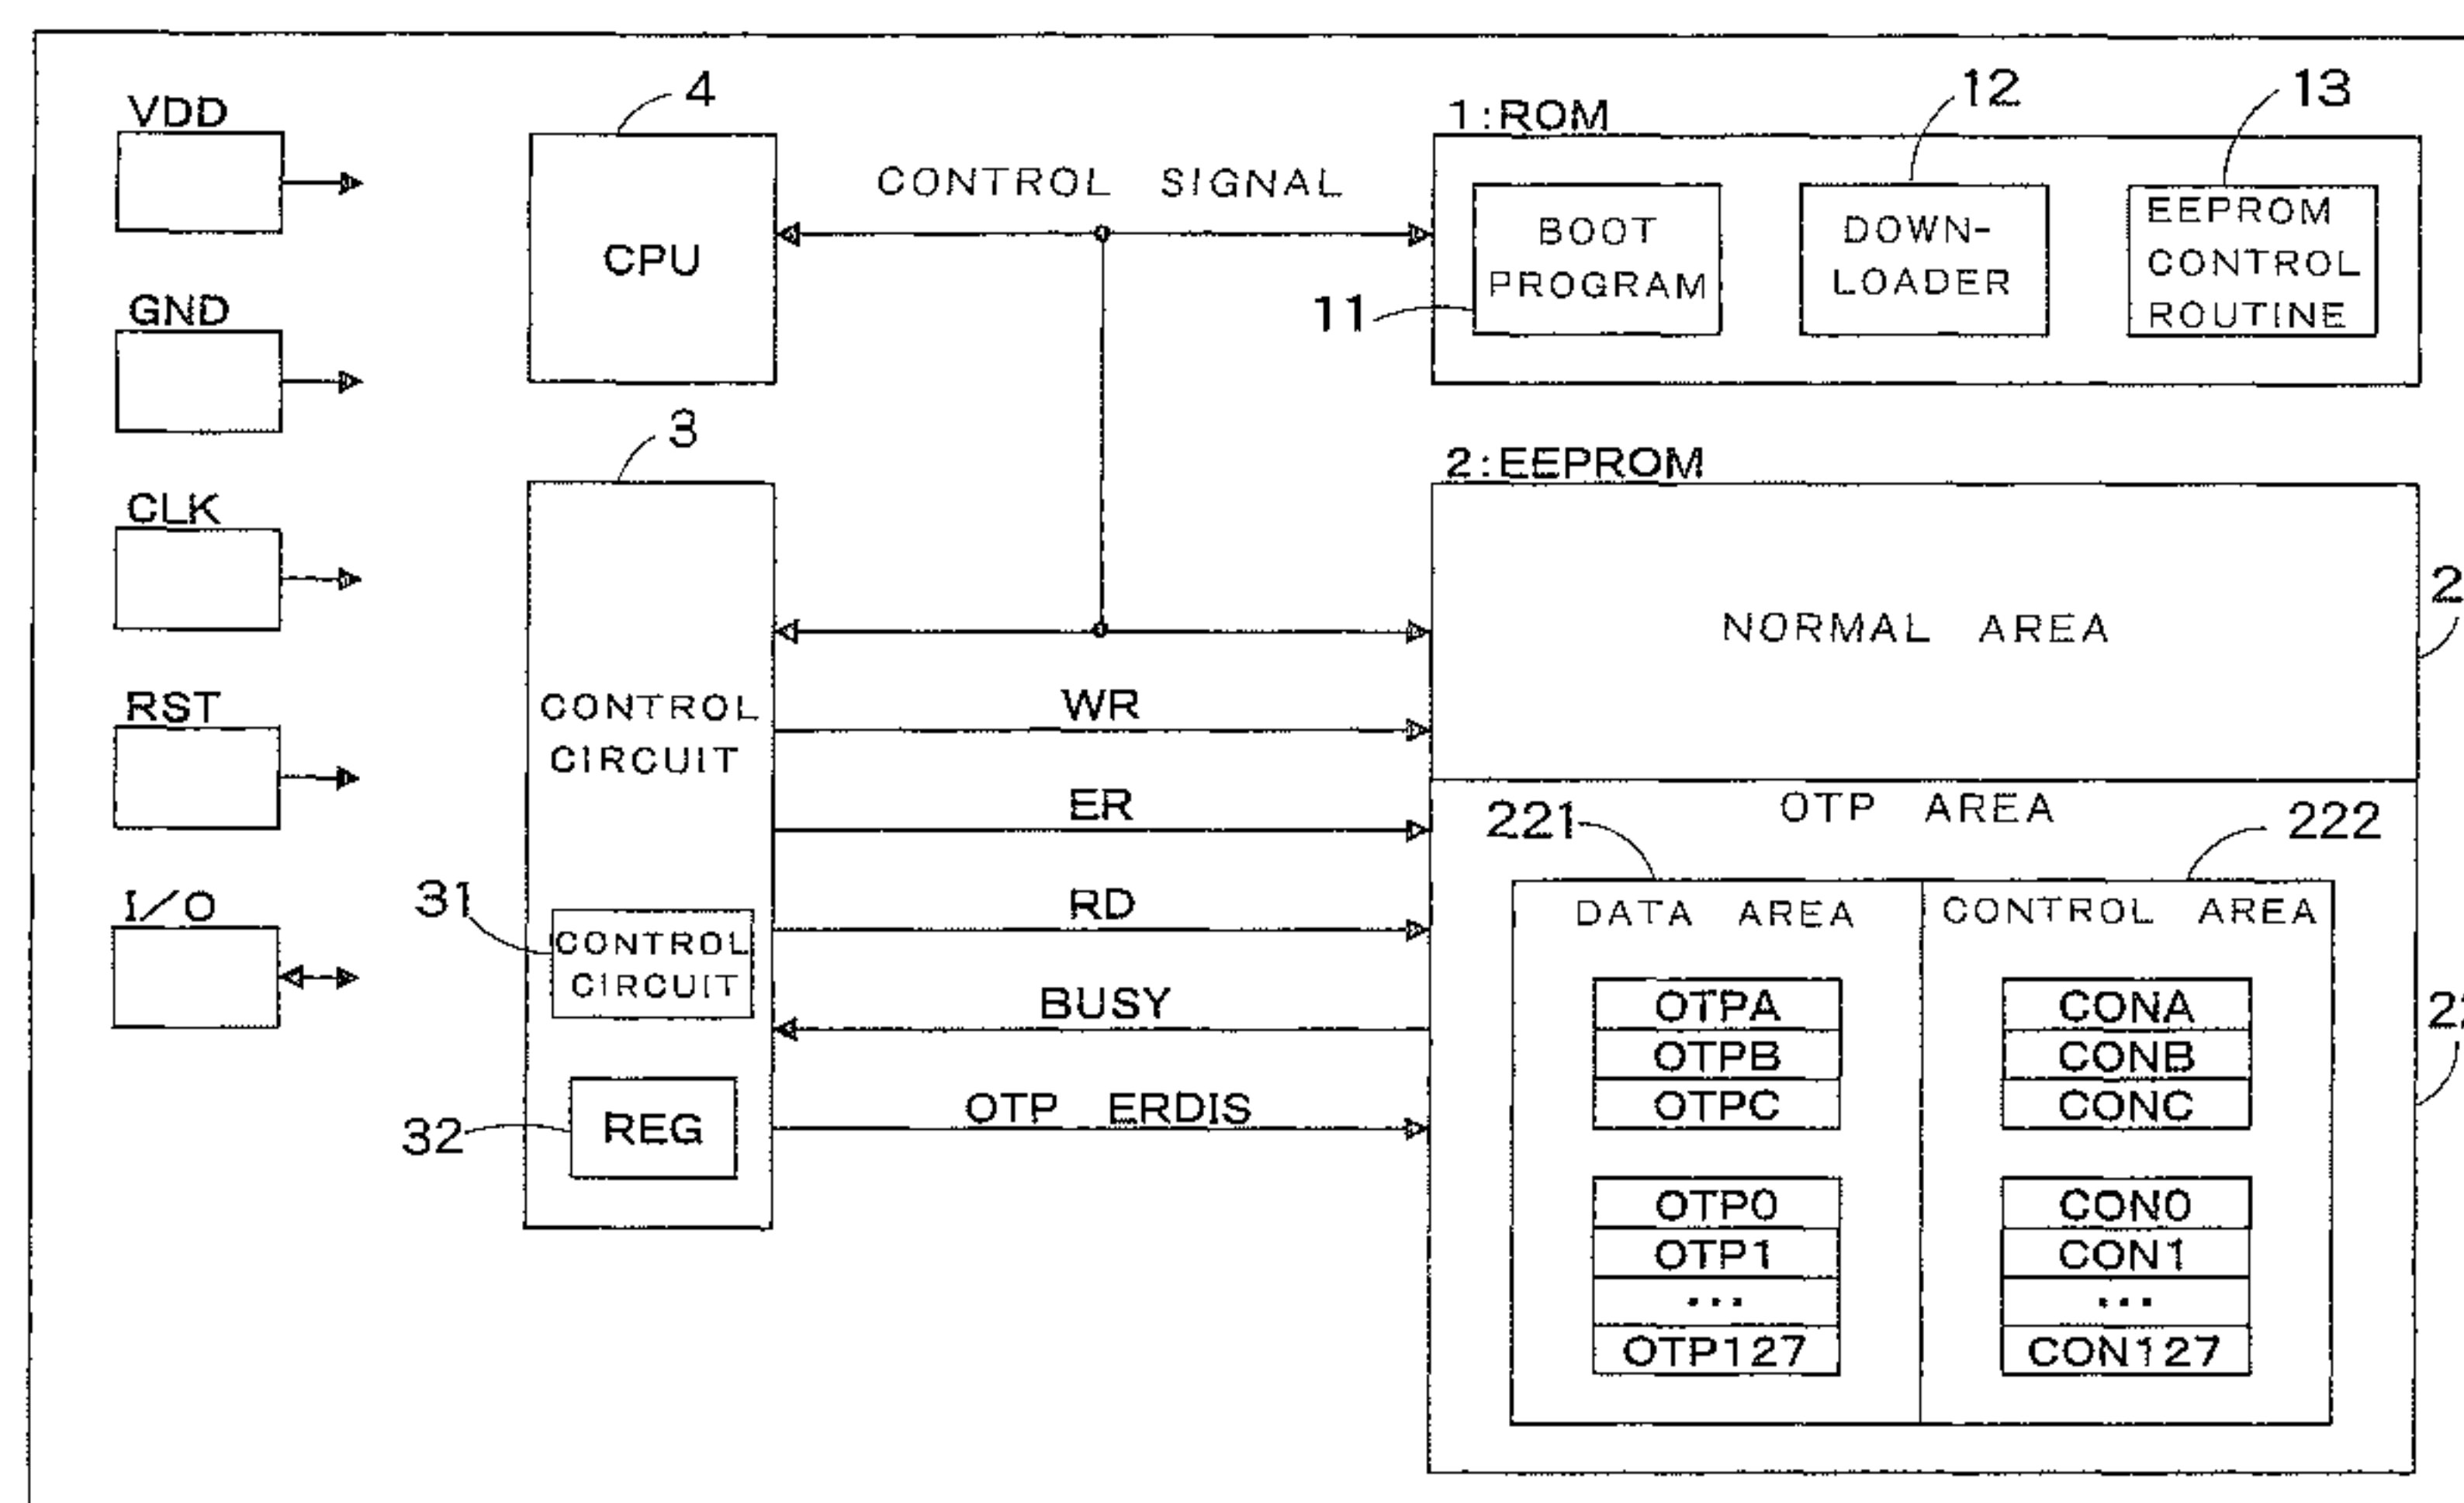 VDD
GND
CLK
RST
I/O
4
CPU
CONTROL SIGNAL
1:ROM
12
13
BOOT
PROGRAM
11
DOWN-
LOADER
EEPROM
CONTROL
ROUTINE
3
CONTROL
CIRCUIT
31
CONTROL
CIRCUIT
32
REG
WR
ER
RD
BUSY
OTP ERDIS
2:EEPROM
NORMAL AREA
OTP AREA
221
222
DATA AREA
CONTROL AREA
OTPA
OTPB
OTPC
OTP0
OTP1
...
OTP127
CONA
CONB
CONC
CON0
CON1
...
CON127